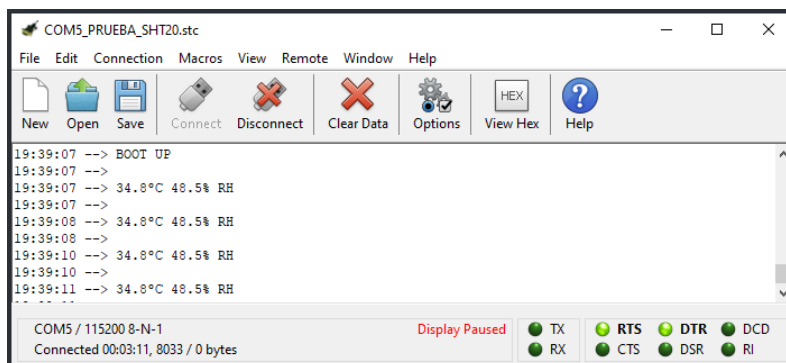 COM5_PRUEBA_SHT20.stc
File Edit Connection Macros View Remote Window Help
New Open Save Connect Disconnect Clear Data Options HEX View Hex ? Help
19:39:07 --> BOOT UP
19:39:07 -->
19:39:07 --> 34.8ºC 48.5% RH
19:39:07 -->
19:39:08 --> 34.8ºC 48.5% RH
19:39:08 -->
19:39:10 --> 34.8ºC 48.5% RH
19:39:10 -->
19:39:11 --> 34.8ºC 48.5% RH
COM5 / 115200 8-N-1 Display Paused TX RTS DTR DCD
Connected 00:03:11, 8033 / 0 bytes RX CTS DSR RI